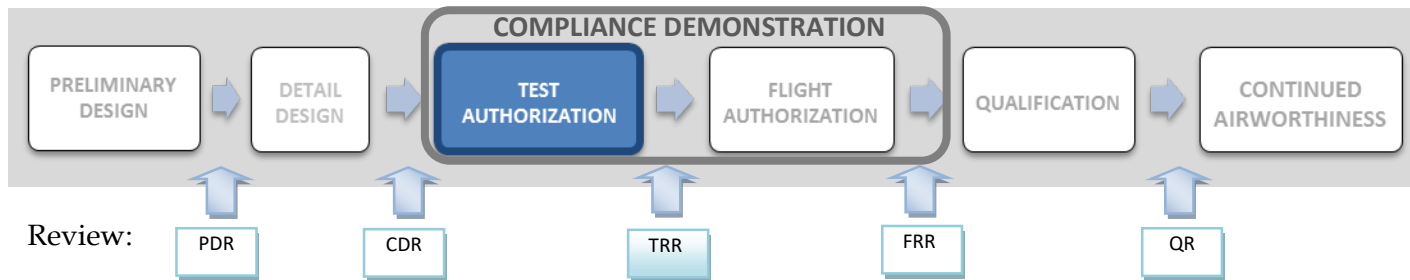 COMPLIANCE DEMONSTRATION
PRELIMINARY
DESIGN
DETAIL
DESIGN
TEST
AUTHORIZATION
FLIGHT
AUTHORIZATION
QUALIFICATION
CONTINUED
AIRWORTHINESS
Review:
PDR
CDR
TRR
FRR
QR